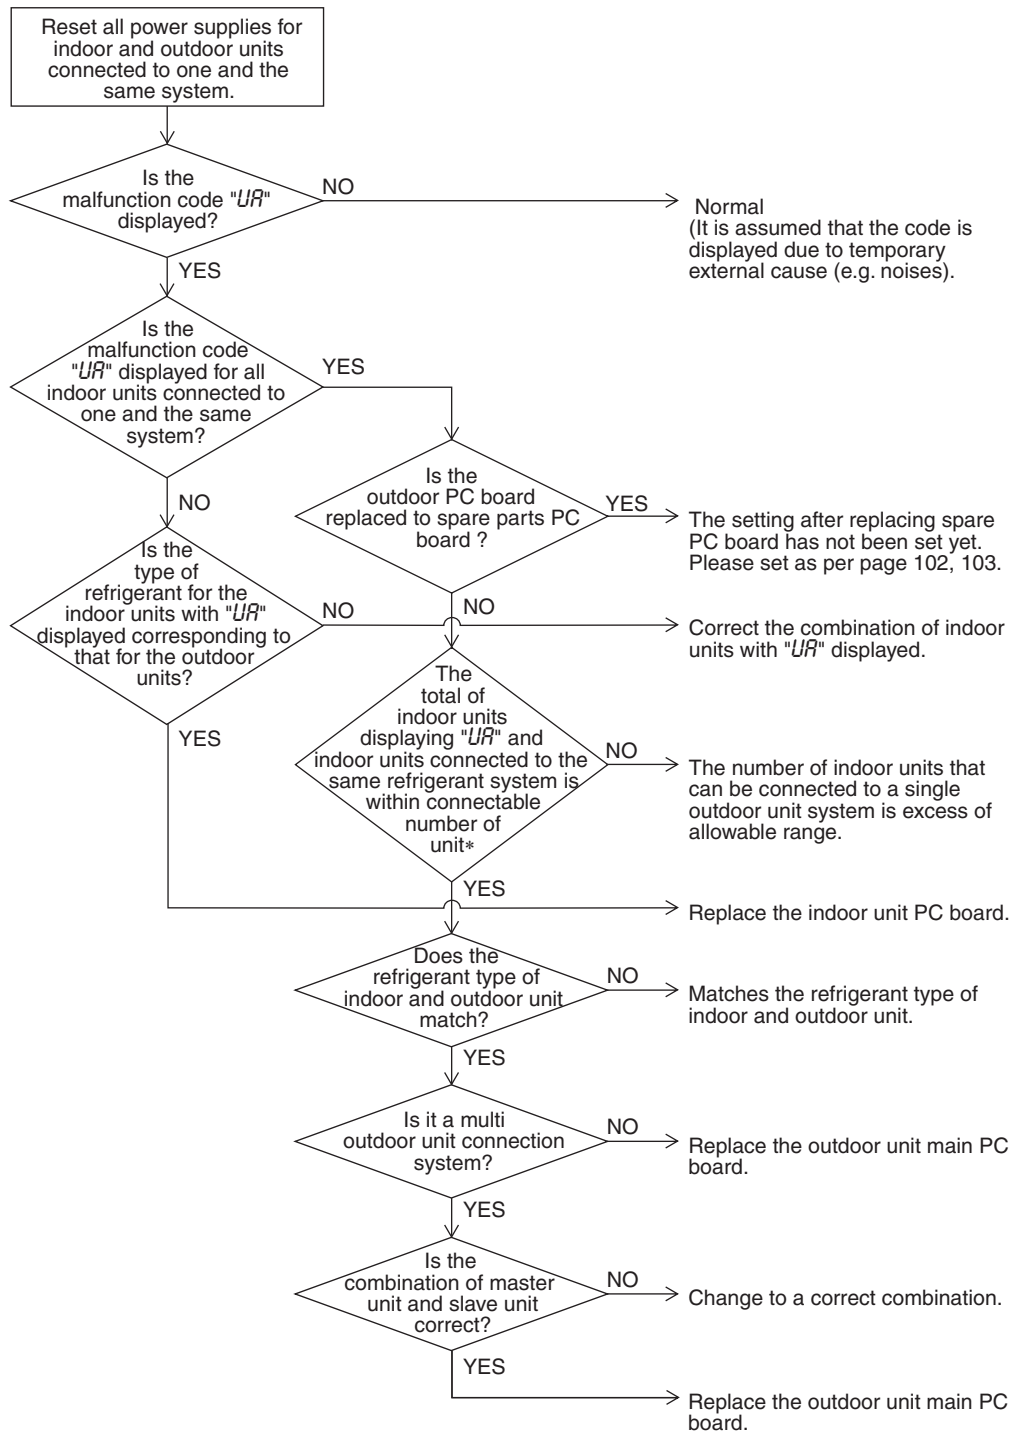 Reset all power supplies for
indoor and outdoor units
connected to one and the
same system.
Is the
malfunction code "UA"
displayed?
NO
Normal
(It is assumed that the code is
displayed due to temporary
external cause (e.g. noises).
YES
Is the
malfunction code
"UA" displayed for all
indoor units connected to
one and the same
system?
YES
NO
Is the
outdoor PC board
replaced to spare parts PC
board ?
YES
The setting after replacing spare
PC board has not been set yet.
Please set as per page 102, 103.
NO
Is the
type of
refrigerant for the
indoor units with "UA"
displayed corresponding to
that for the outdoor
units?
NO
Correct the combination of indoor
units with "UA" displayed.
YES
The
total of
indoor units
displaying "UA" and
indoor units connected to the
same refrigerant system is
within connectable
number of
unit*
NO
The number of indoor units that
can be connected to a single
outdoor unit system is excess of
allowable range.
YES
Replace the indoor unit PC board.
Does the
refrigerant type of
indoor and outdoor unit
match?
NO
Matches the refrigerant type of
indoor and outdoor unit.
YES
Is it a multi
outdoor unit connection
system?
NO
Replace the outdoor unit main PC
board.
YES
Is the
combination of master
unit and slave unit
correct?
NO
Change to a correct combination.
YES
Replace the outdoor unit main PC
board.